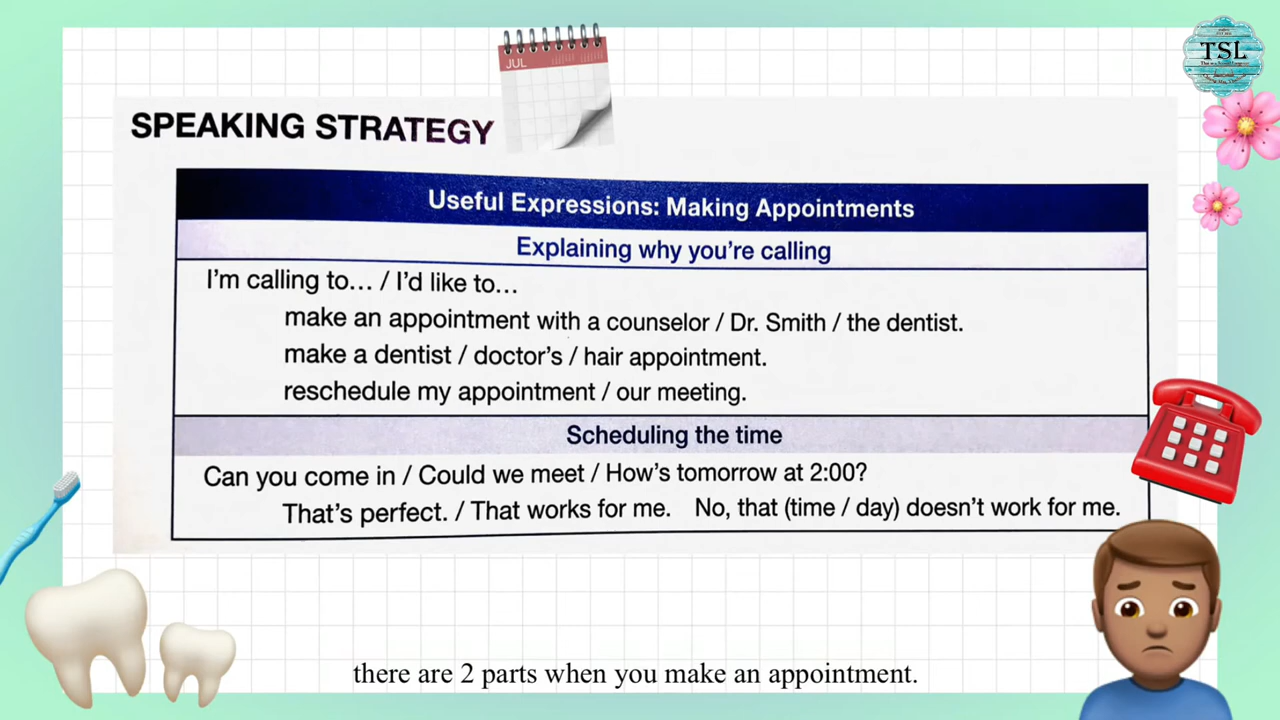 JUL
TSL
SPEAKING STRATEGY
Useful Expressions: Making Appointments
Explaining why you're calling
I'm calling to... / I'd like to...
make an appointment with a counselor / Dr. Smith / the dentist.
make a dentist / doctor's / hair appointment.
reschedule my appointment / our meeting.
Scheduling the time
Can you come in / Could we meet / How's tomorrow at 2:00?
That's perfect. / That works for me. No, that (time / day) doesn't work for me.
there are 2 parts when you make an appointment.